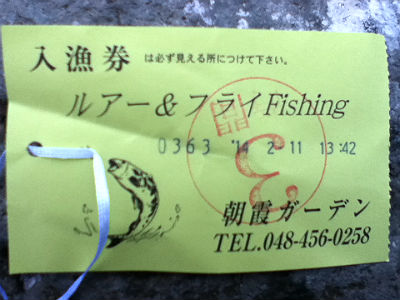 入漁券 は必ず見える所につけて下さい。
ルアー&フライFishing
0363 '14 2-11 13:42
3
朝霞ガーデン
TEL.048-456-0258